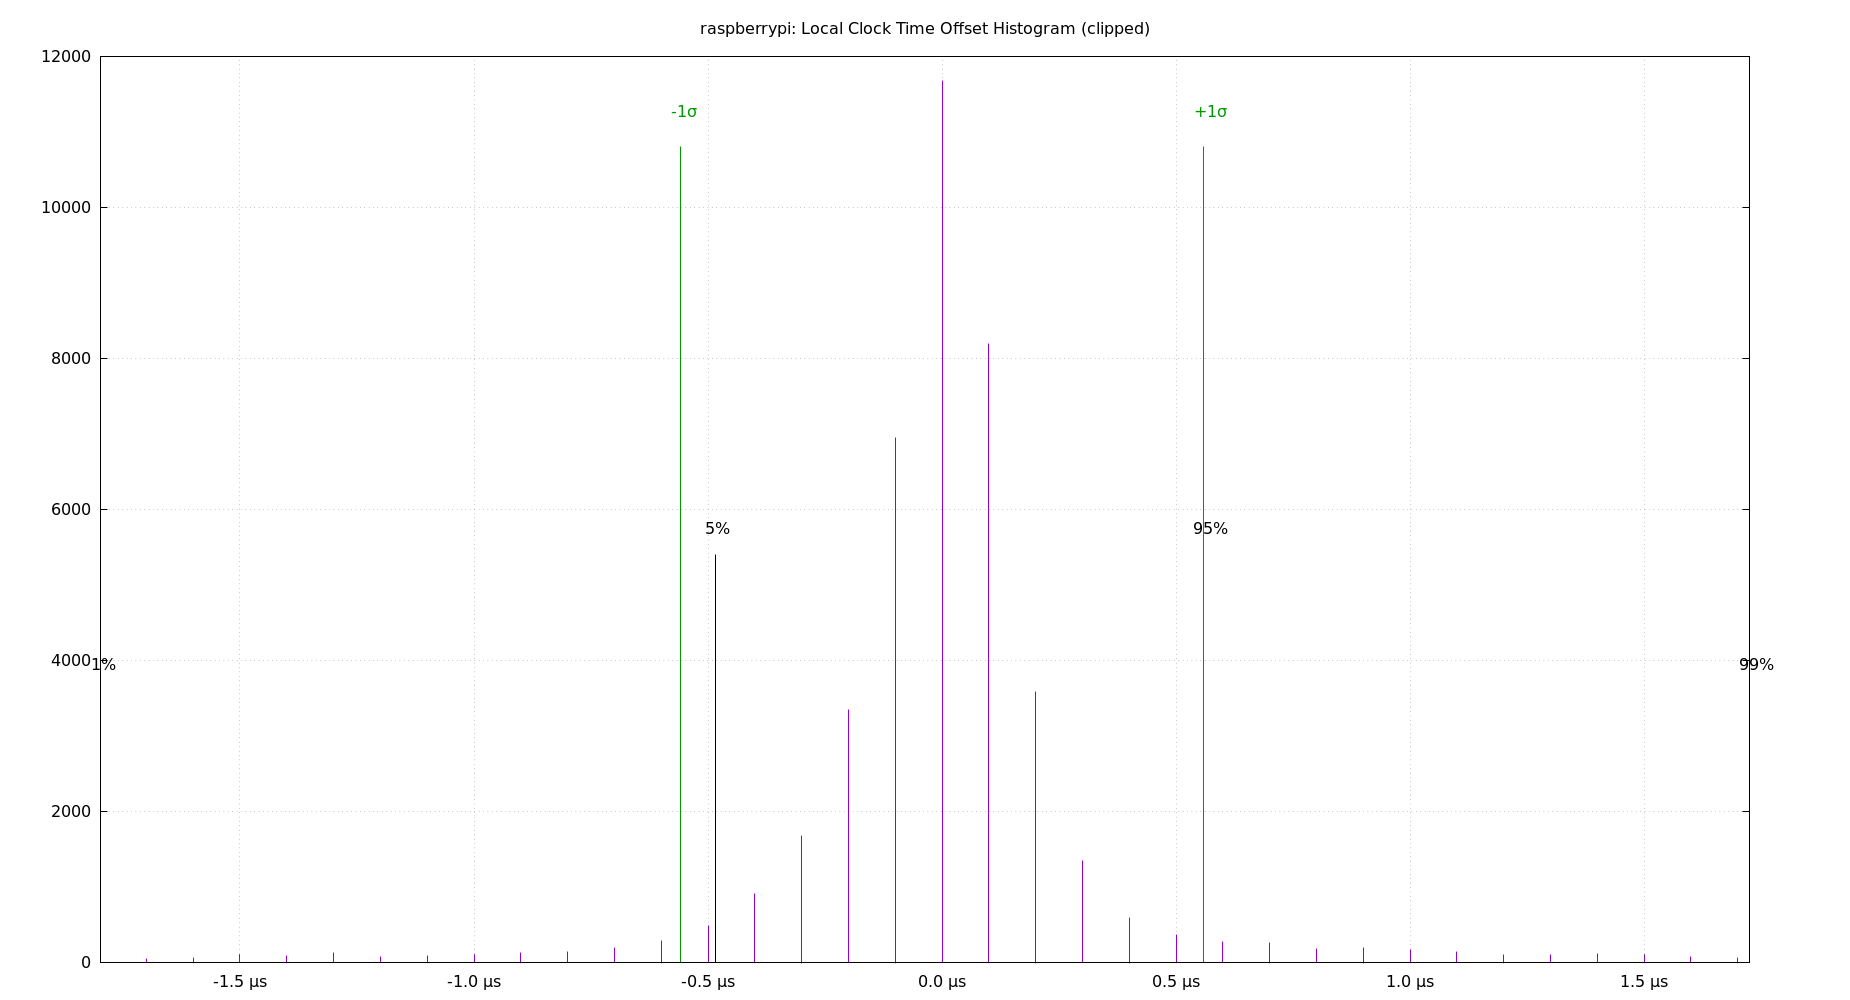 raspberrypi: Local Clock Time Offset Histogram (clipped)
12000
-1σ
+1σ
10000
8000
6000
5%
95%
4000
1%
99%
2000
0
-1.5 µs
-1.0 µs
-0.5 µs
0.0 µs
0.5 µs
1.0 µs
1.5 µs